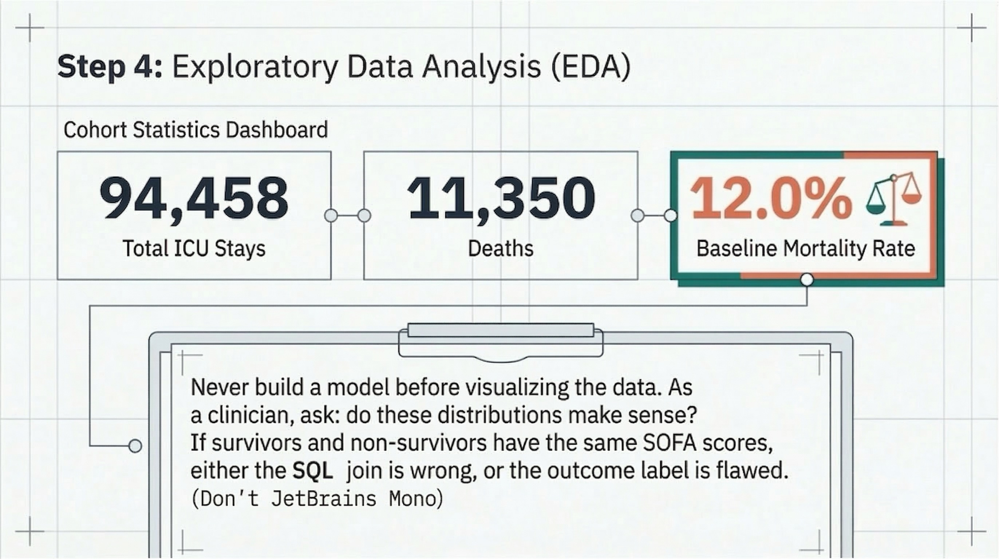 Step 4: Exploratory Data Analysis (EDA)
Cohort Statistics Dashboard
94,458
Total ICU Stays
11,350
Deaths
12.0%
Baseline Mortality Rate
Never build a model before visualizing the data. As
a clinician, ask: do these distributions make sense?
If survivors and non-survivors have the same SOFA scores,
either the SQL join is wrong, or the outcome label is flawed.
(Don't JetBrains Mono)